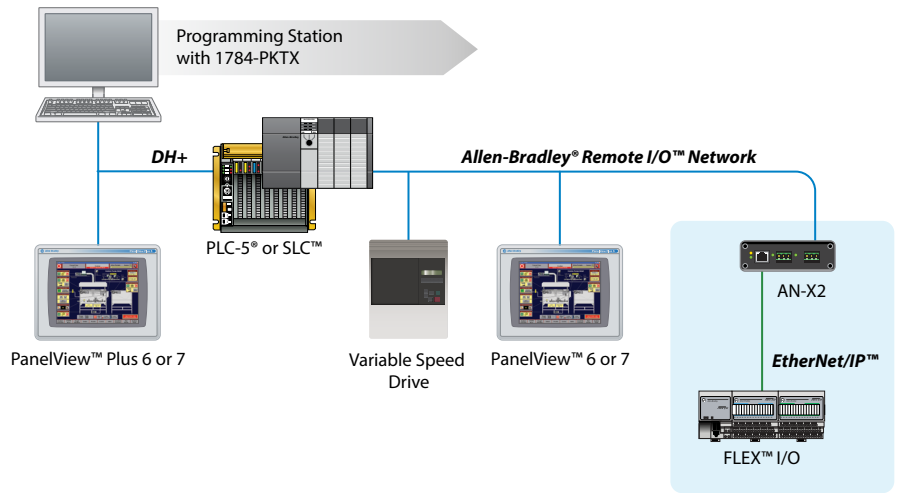 Programming Station
with 1784-PKTX
DH+
Allen-Bradley® Remote I/O™ Network
PLC-5® or SLC™
AN-X2
PanelView™ Plus 6 or 7
Variable Speed
Drive
PanelView™ 6 or 7
EtherNet/IP™
FLEX™ I/O